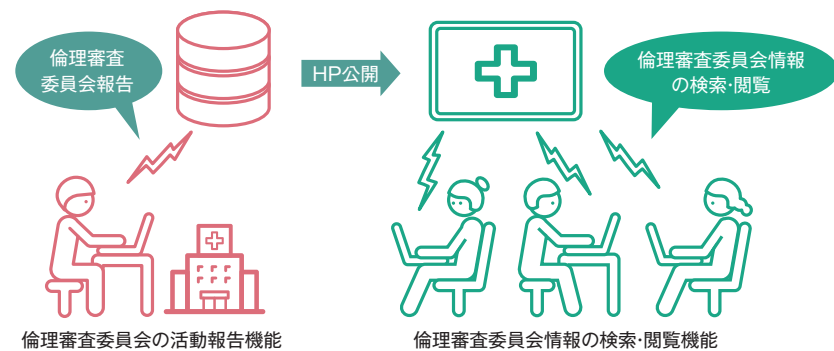 倫理審査
委員会報告
HP公開
倫理審査委員会情報
の検索・閲覧
倫理審査委員会の活動報告機能
倫理審査委員会情報の検索・閲覧機能